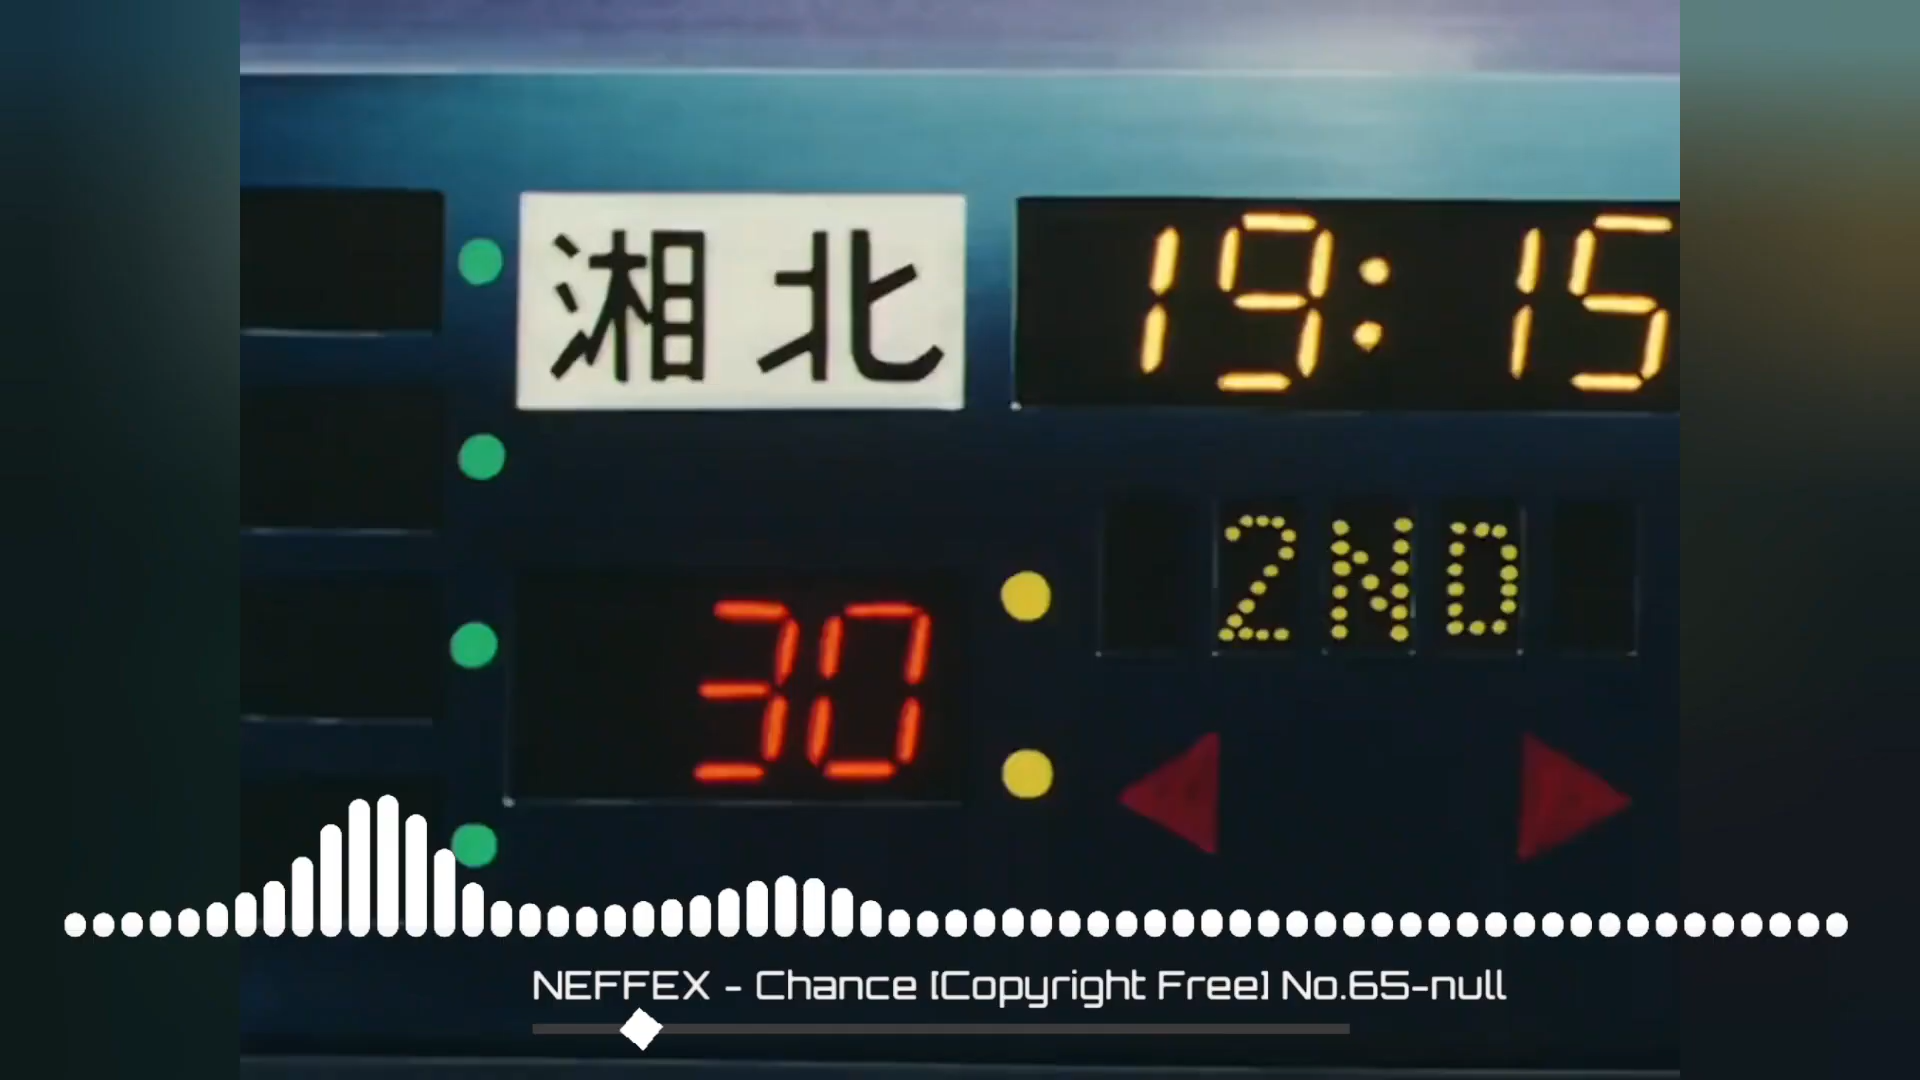 湘北
19:15
2ND
30
NEFFEX - Chance [Copyright Free] No.65-null